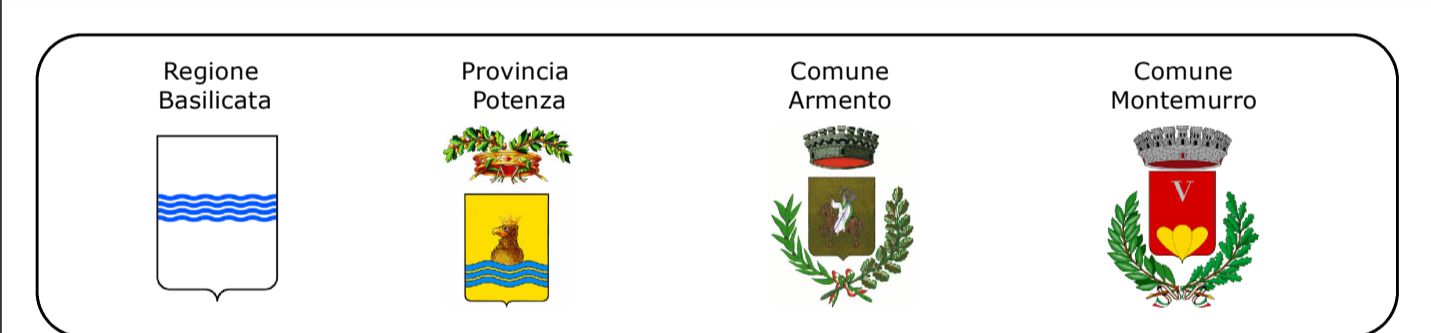 Regione
Basilicata
Provincia
Potenza
Comune
Armento
Comune
Montemurro
V